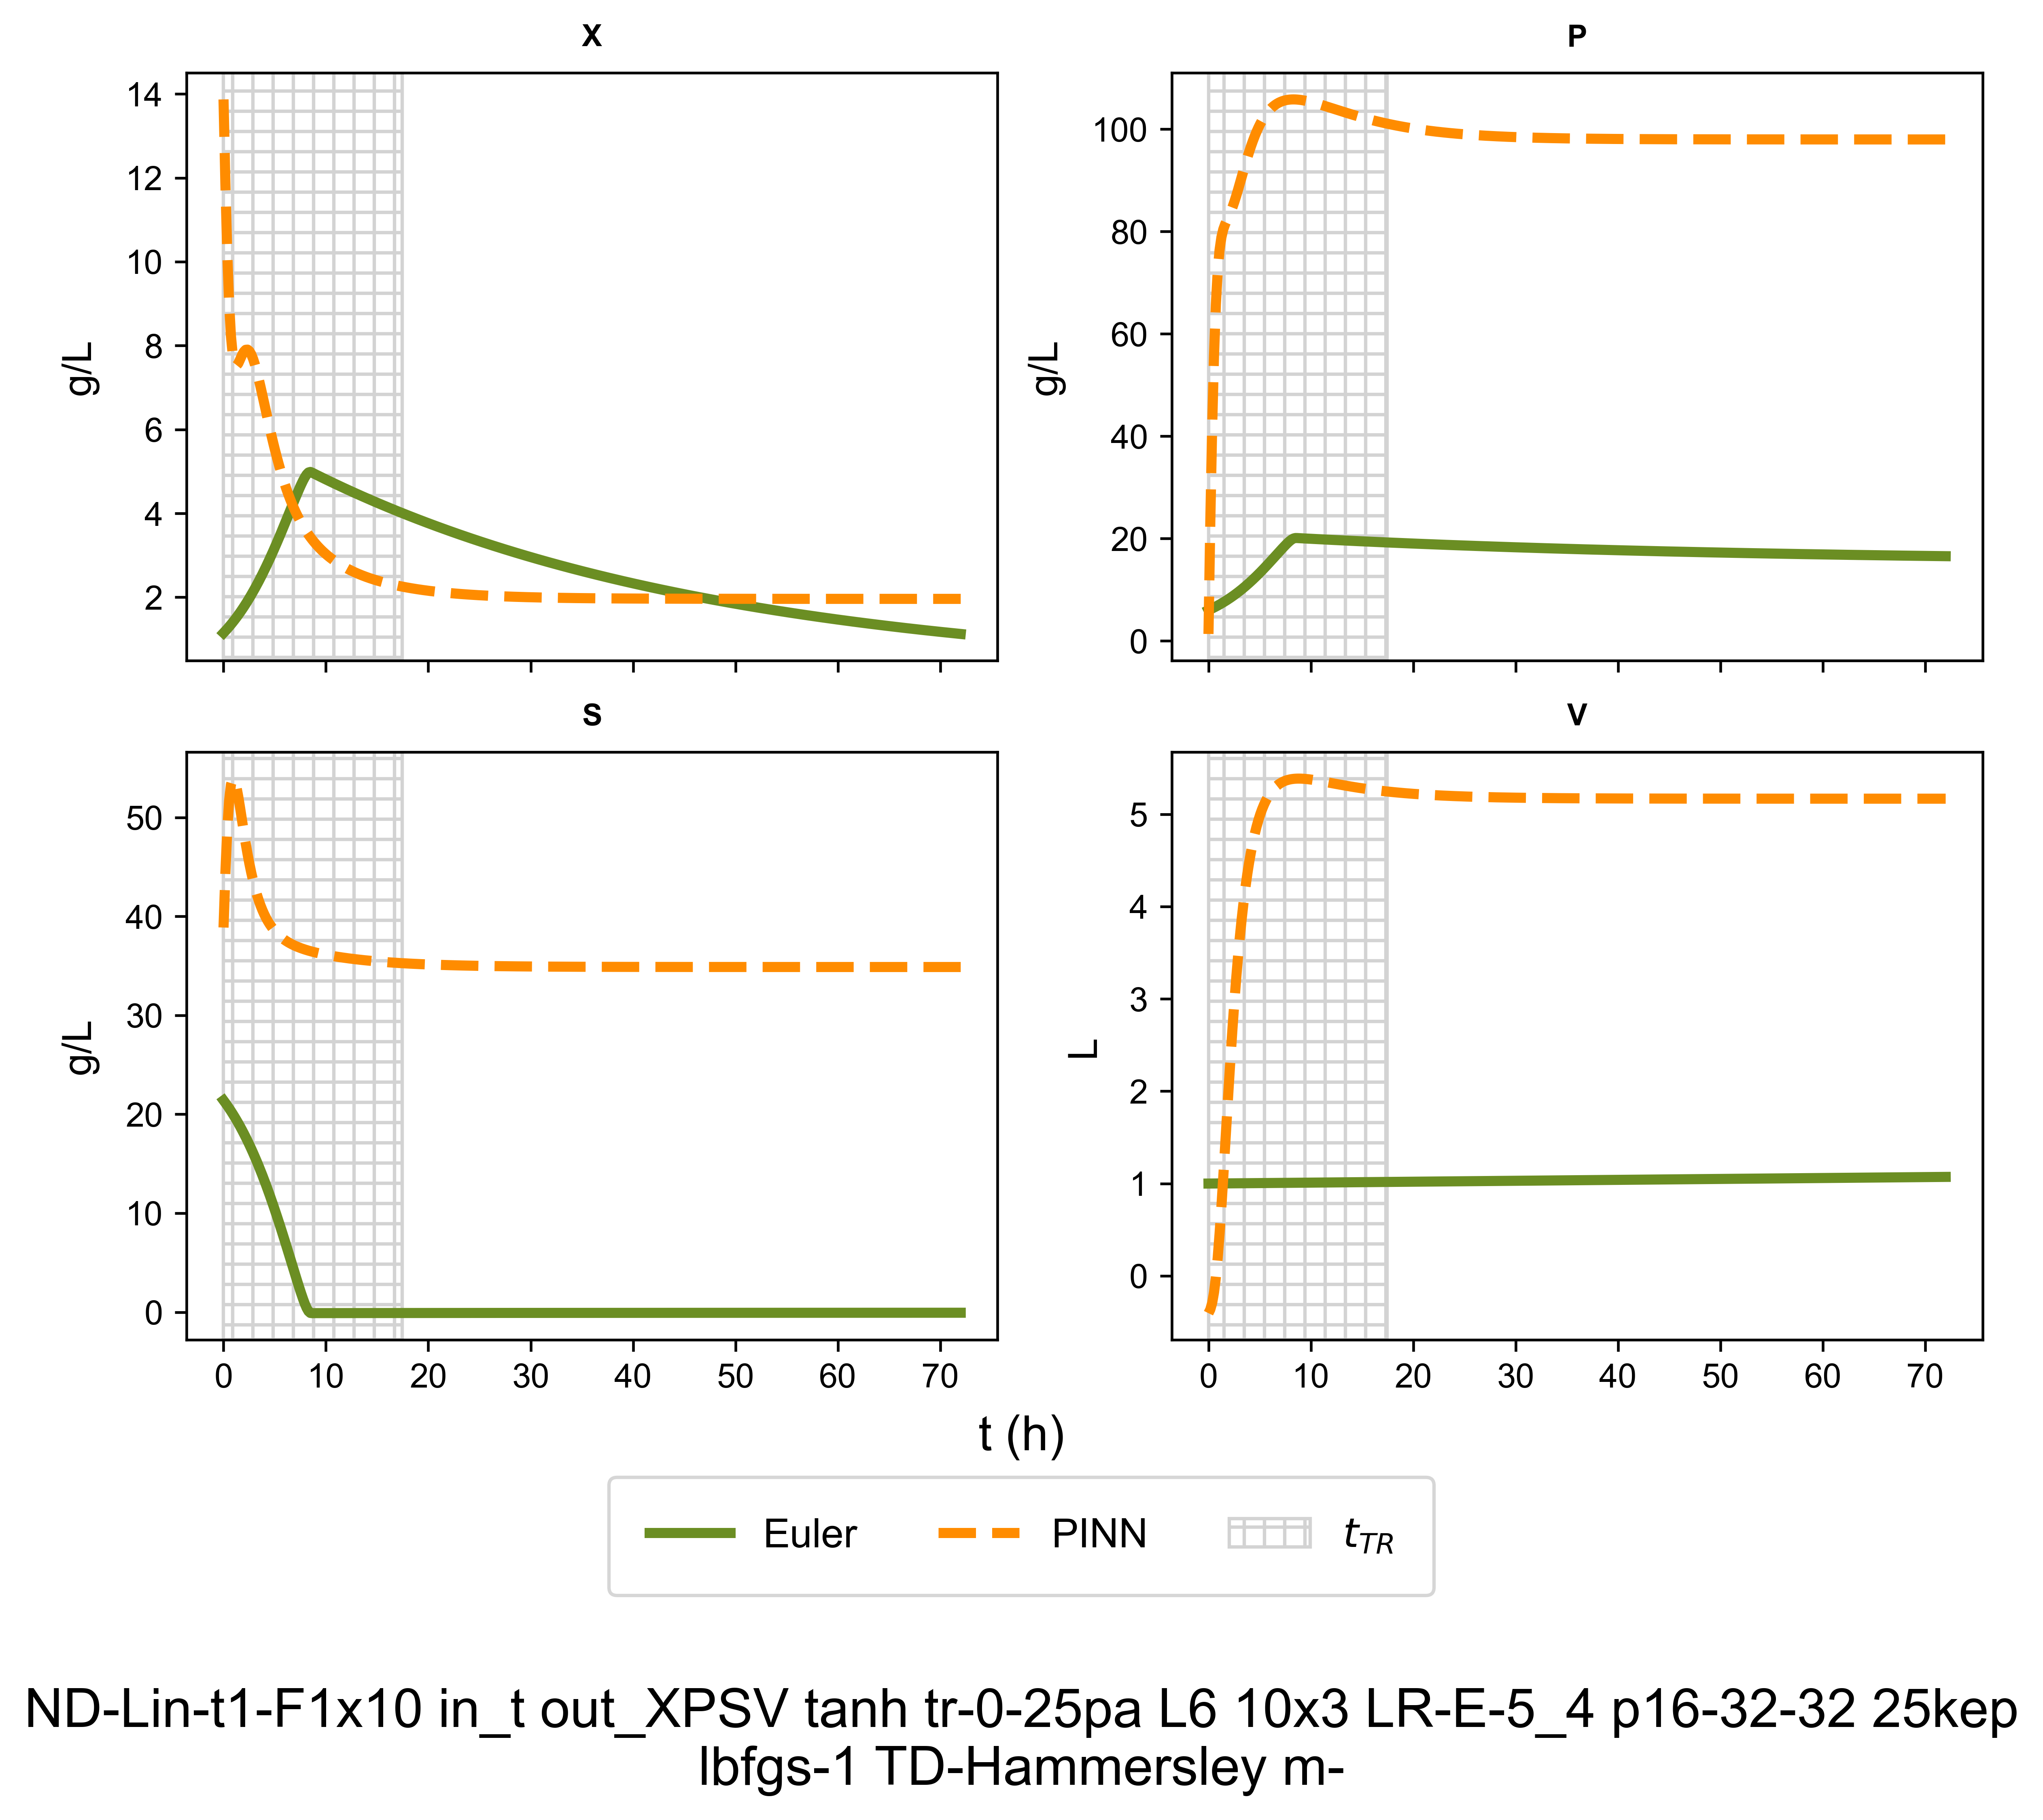 X
14
12
10
8
6
4
2
g/L
P
100
80
60
40
20
0
g/L
S
50
40
30
20
10
0
g/L
0 10 20 30 40 50 60 70
V
5
4
3
2
1
0
L
0 10 20 30 40 50 60 70
t (h)
Euler PINN t_TR
ND-Lin-t1-F1x10 in_t out_XPSV tanh tr-0-25pa L6 10x3 LR-E-5_4 p16-32-32 25kep
lbfgs-1 TD-Hammersley m-